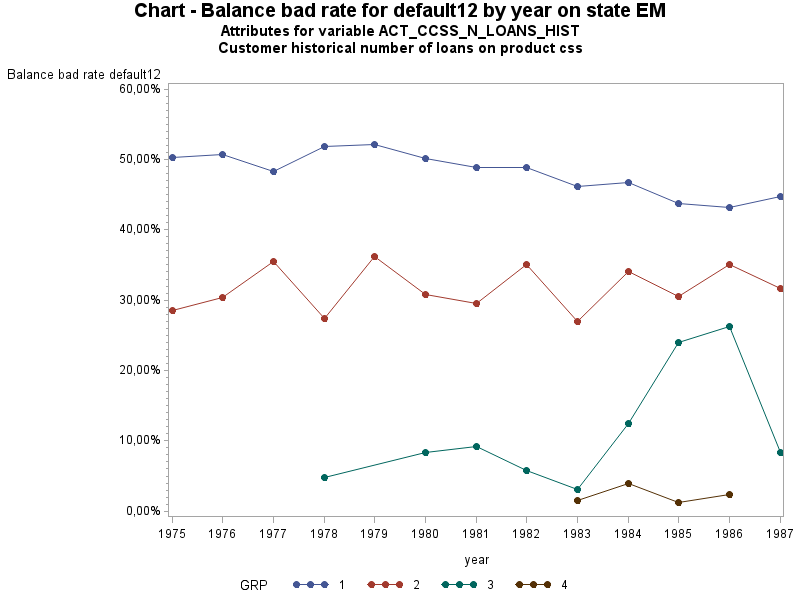 Chart - Balance bad rate for default12 by year on state EM
Attributes for variable ACT_CCSS_N_LOANS_HIST
Customer historical number of loans on product css
Balance bad rate default12
60,00%
50,00%
40,00%
30,00%
20,00%
10,00%
0,00%
1975 1976 1977 1978 1979 1980 1981 1982 1983 1984 1985 1986 1987
year
GRP 1 2 3 4